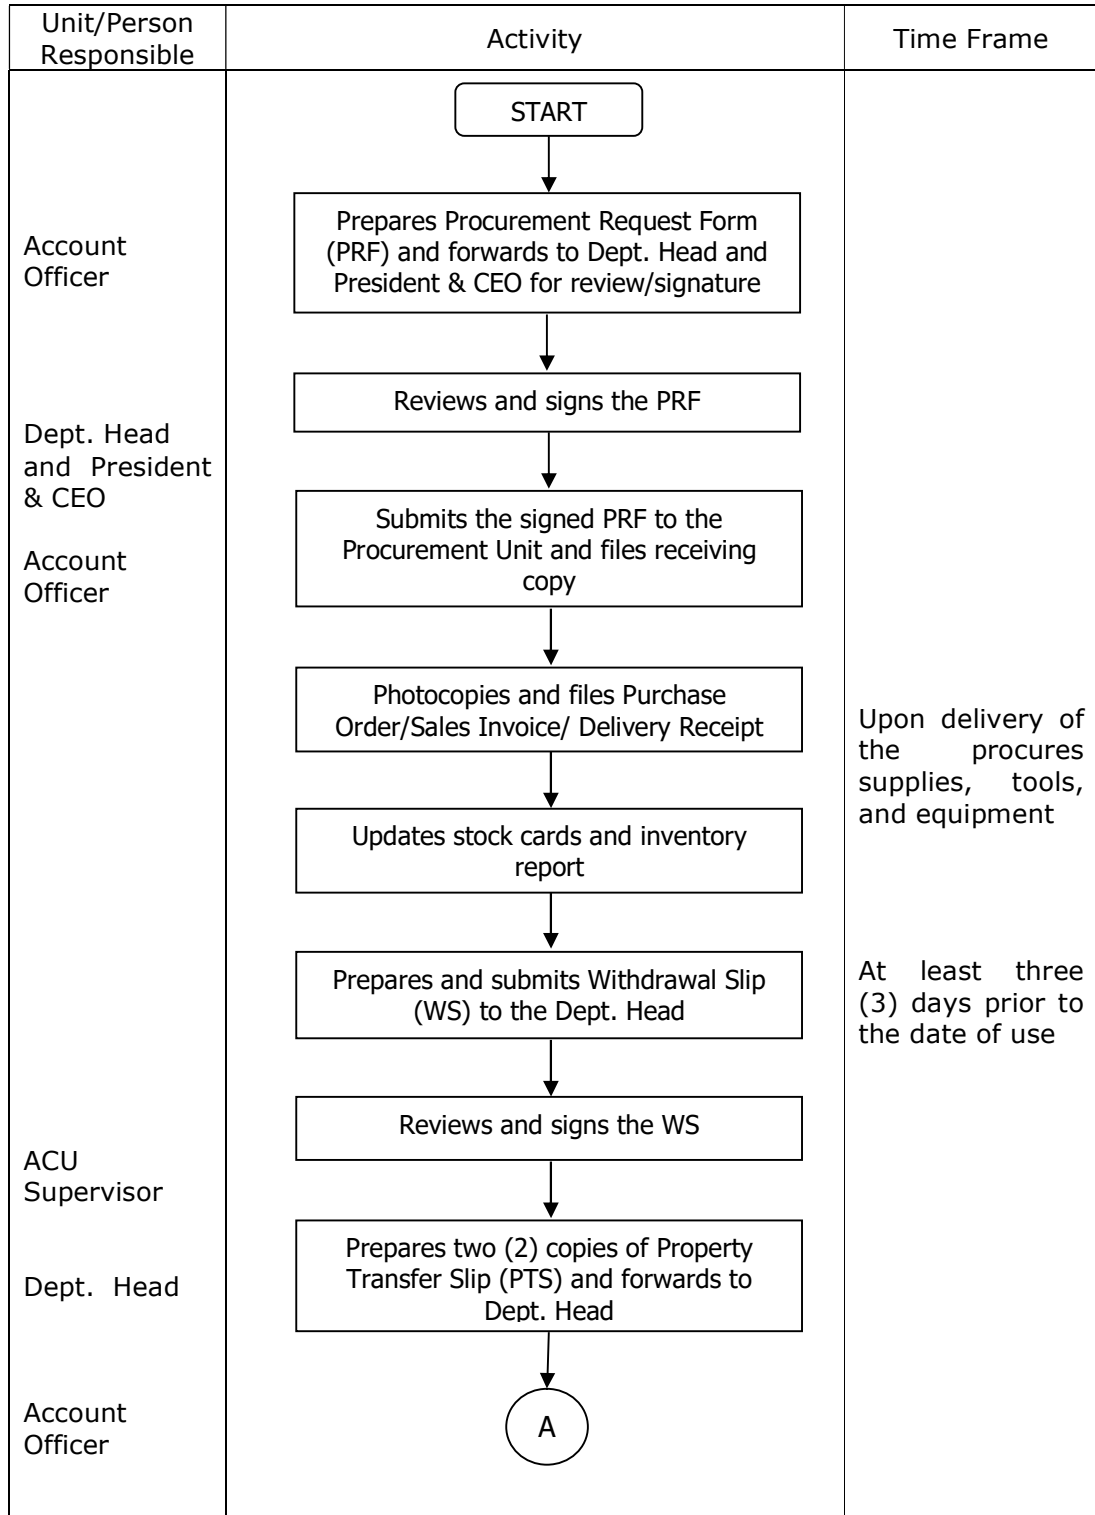 Unit/Person
Responsible
Activity
Time Frame
START
Prepares Procurement Request Form
(PRF) and forwards to Dept. Head and
President & CEO for review/signature
Account
Officer
Reviews and signs the PRF
Dept. Head
and President
& CEO
Submits the signed PRF to the
Procurement Unit and files receiving
copy
Account
Officer
Photocopies and files Purchase
Order/Sales Invoice/ Delivery Receipt
Upon delivery of
the procures
supplies, tools,
and equipment
Updates stock cards and inventory
report
Prepares and submits Withdrawal Slip
(WS) to the Dept. Head
At least three
(3) days prior to
the date of use
Reviews and signs the WS
ACU
Supervisor
Prepares two (2) copies of Property
Transfer Slip (PTS) and forwards to
Dept. Head
Dept. Head
Account
Officer
A